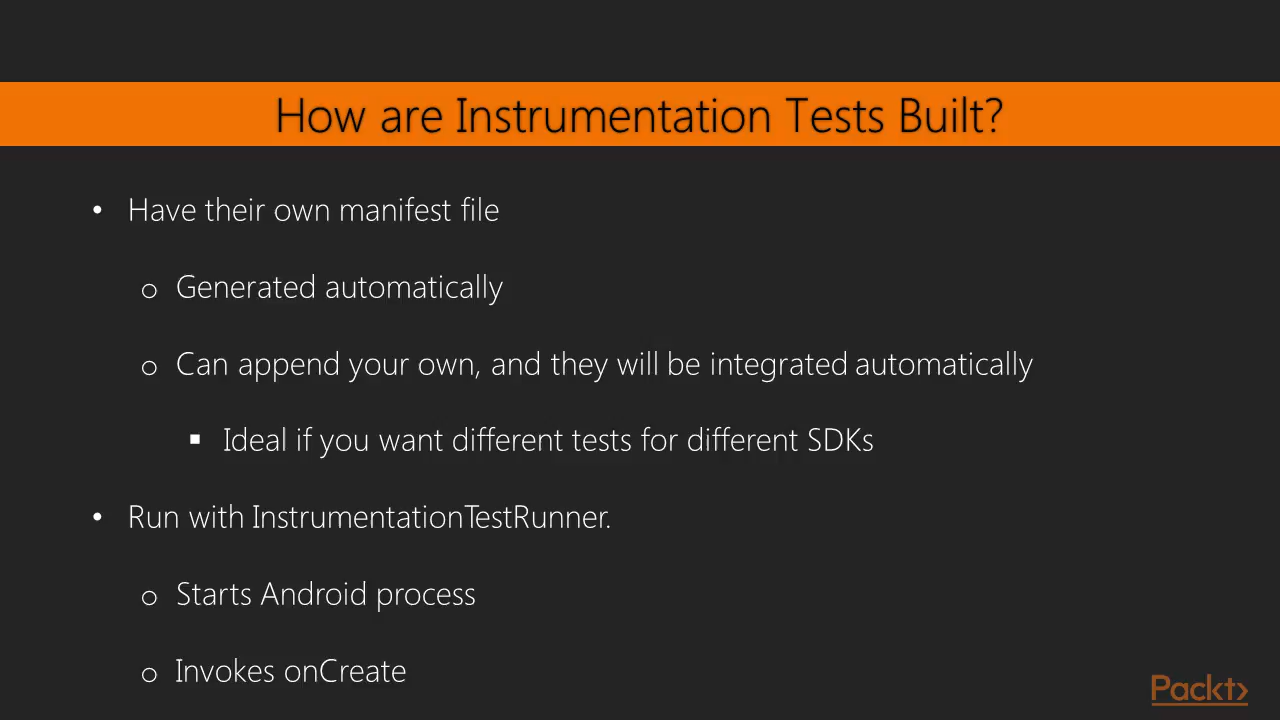 How are Instrumentation Tests Built?
• Have their own manifest file
o Generated automatically
o Can append your own, and they will be integrated automatically
▪ Ideal if you want different tests for different SDKs
• Run with InstrumentationTestRunner.
o Starts Android process
o Invokes onCreate
Packt>